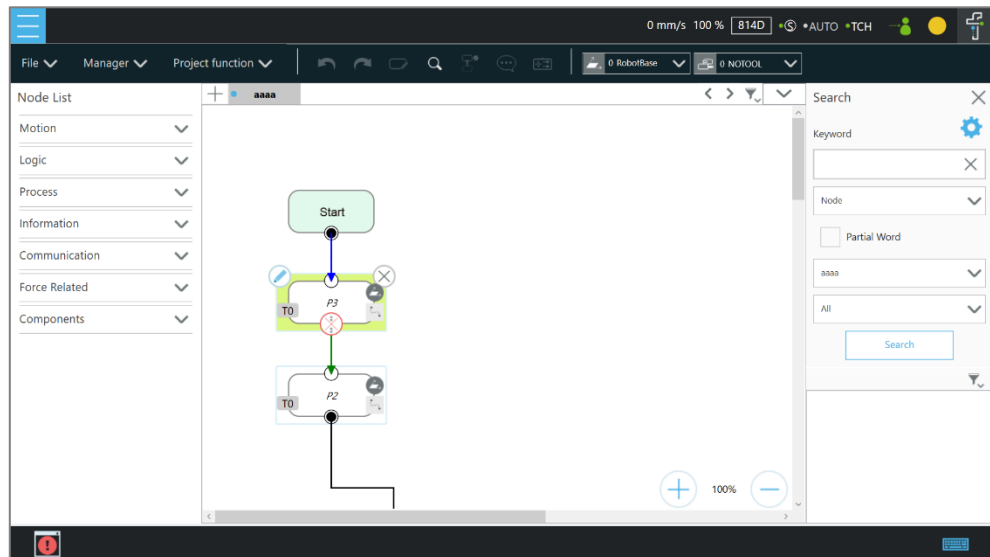 0 mm/s 100 % 814D S AUTO TCH
File Manager Project function 0 RobotBase 0 NOTOOL
Node List
Motion
Logic
Process
Information
Communication
Force Related
Components
aaaa
Start
P3
T0
P2
T0
100%
Search
Keyword
Node
Partial Word
aaaa
All
Search